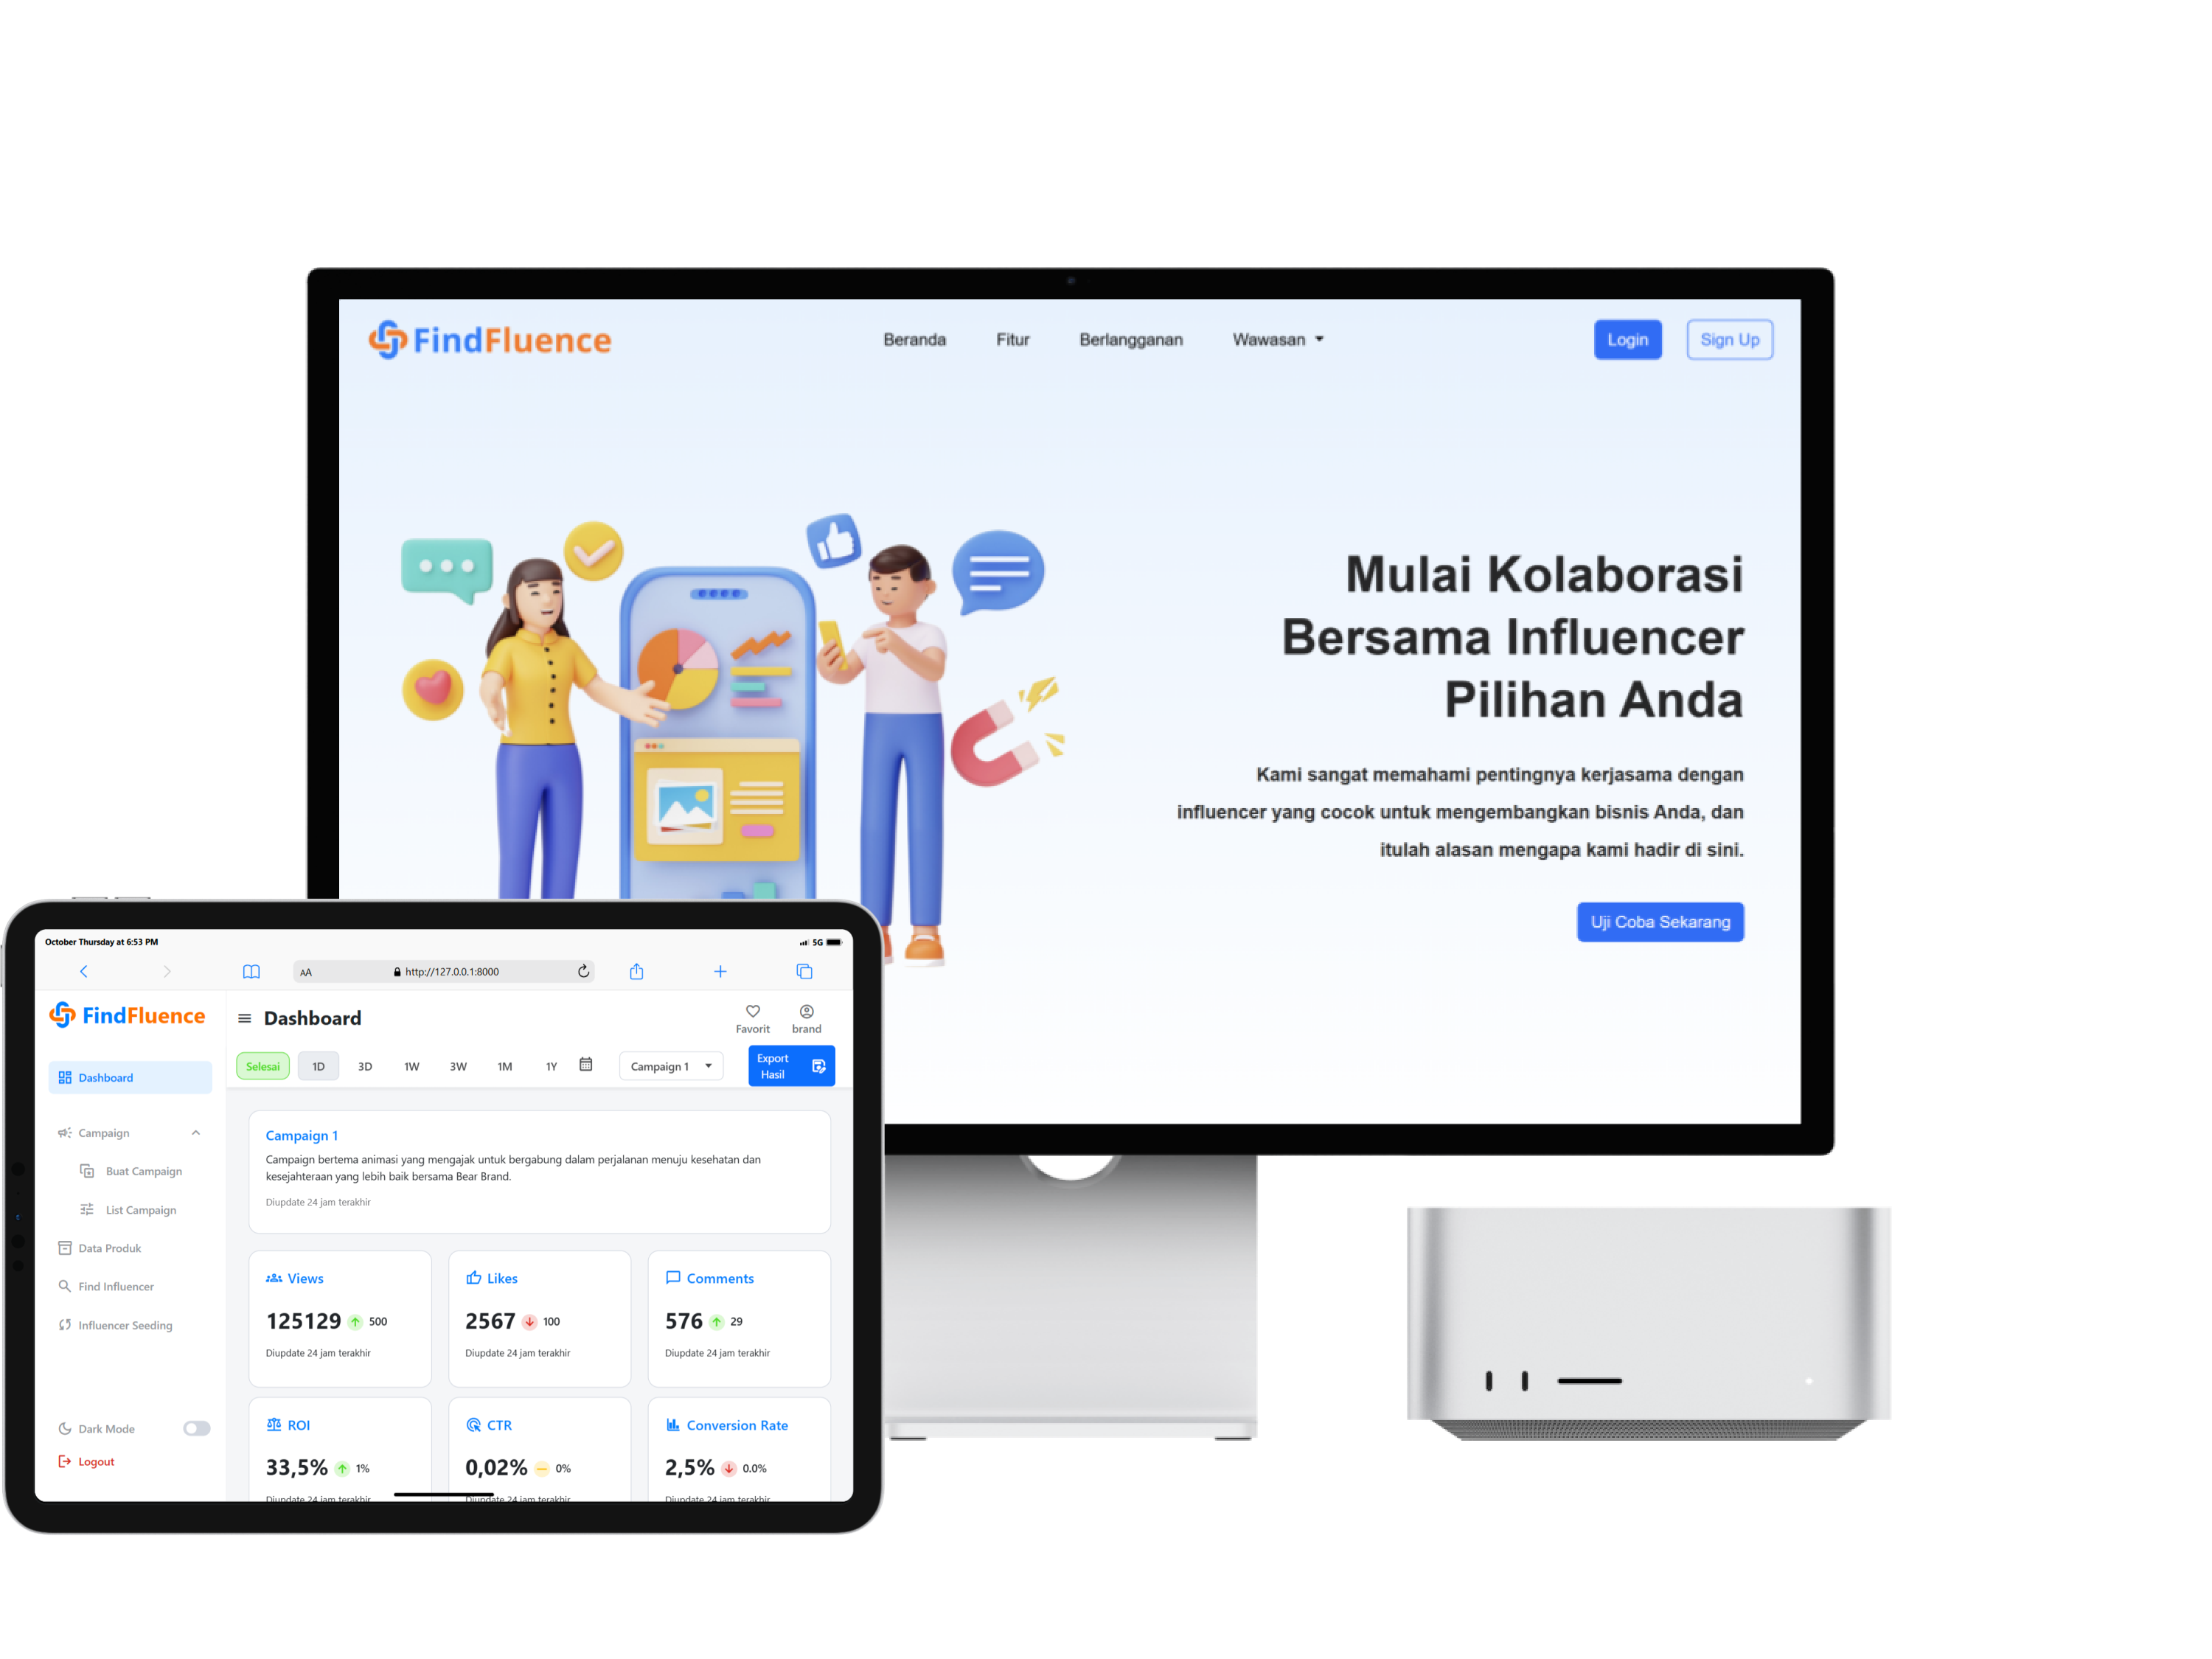 FindFluence
Beranda
Fitur
Berlangganan
Wawasan
Login
Sign Up
Mulai Kolaborasi
Bersama Influencer
Pilihan Anda
Kami sangat memahami pentingnya kerjasama dengan
influencer yang cocok untuk mengembangkan bisnis Anda, dan
itulah alasan mengapa kami hadir di sini.
Uji Coba Sekarang
October Thursday at 6:53 PM
5G
AA
http://127.0.0.1:8000
FindFluence
Dashboard
Campaign
Buat Campaign
List Campaign
Data Produk
Find Influencer
Influencer Seeding
Dark Mode
Logout
Dashboard
Favorit
brand
Selesai
1D
3D
1W
3W
1M
1Y
Campaign 1
Export
Hasil
Campaign 1
Campaign bertema animasi yang mengajak untuk bergabung dalam perjalanan menuju kesehatan dan
kesejahteraan yang lebih baik bersama Bear Brand.
Diupdate 24 jam terakhir
Views
125129 500
Diupdate 24 jam terakhir
Likes
2567 100
Diupdate 24 jam terakhir
Comments
576 29
Diupdate 24 jam terakhir
ROI
33,5% 1%
Diupdate 24 jam terakhir
CTR
0,02% 0%
Diupdate 24 jam terakhir
Conversion Rate
2,5% 0.0%
Diupdate 24 jam terakhir